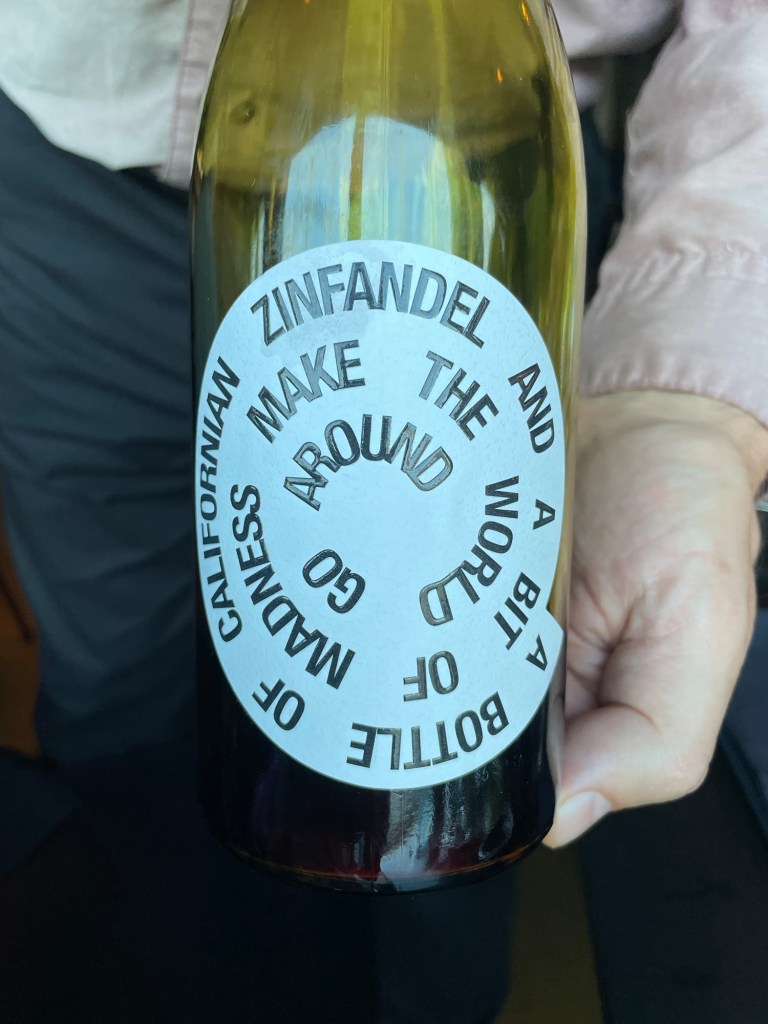 A BOTTLE OF CALIFORNIAN ZINFANDEL AND A BIT OF MADNESS MAKE THE WORLD GO AROUND